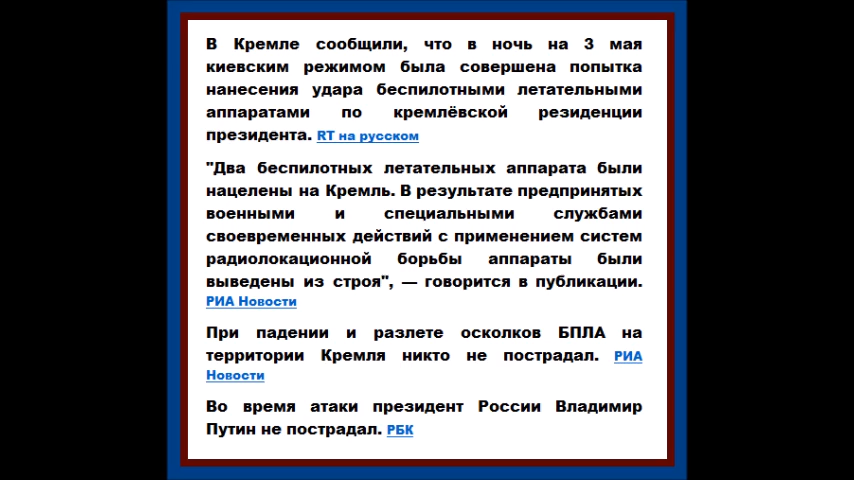 В Кремле сообщили, что в ночь на 3 мая
киевским режимом была совершена попытка
нанесения удара беспилотными летательными
аппаратами по кремлёвской резиденции
президента. RT на русском
"Два беспилотных летательных аппарата были
нацелены на Кремль. В результате предпринятых
военными и специальными службами
своевременных действий с применением систем
радиолокационной борьбы аппараты были
выведены из строя", — говорится в публикации.
РИА Новости
При падении и разлете осколков БПЛА на
территории Кремля никто не пострадал. РИА
Новости
Во время атаки президент России Владимир
Путин не пострадал. РБК